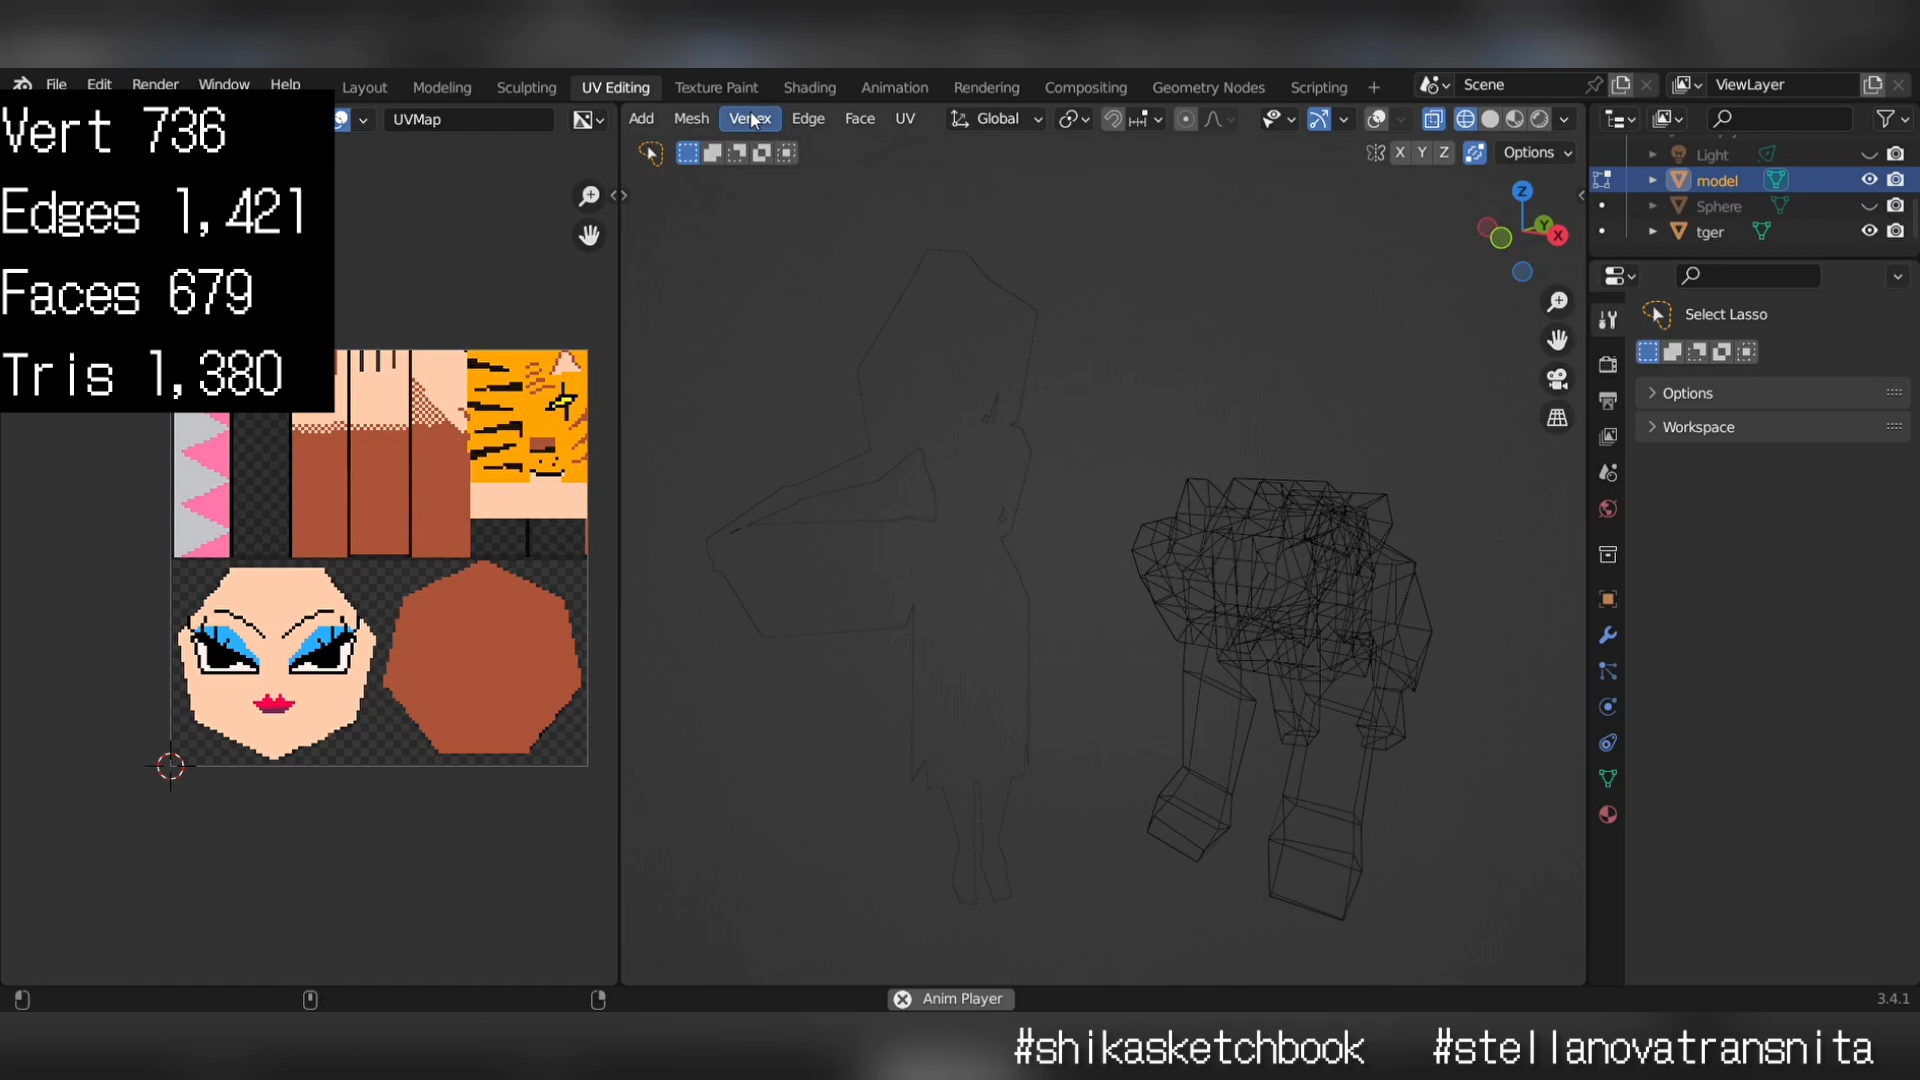 File Edit Render Window Help Layout Modeling Sculpting UV Editing Texture Paint Shading Animation Rendering Compositing Geometry Nodes Scripting + Scene ViewLayer
UVMap Add Mesh Vertex Edge Face UV Global
X Y Z Options
Vert 736
Edges 1,421
Faces 679
Tris 1,380
Light
model
Sphere
tger
Z
Y
X
Select Lasso
Options
Workspace
Anim Player
3.4.1
#shikasketchbook #stellanovatransnita